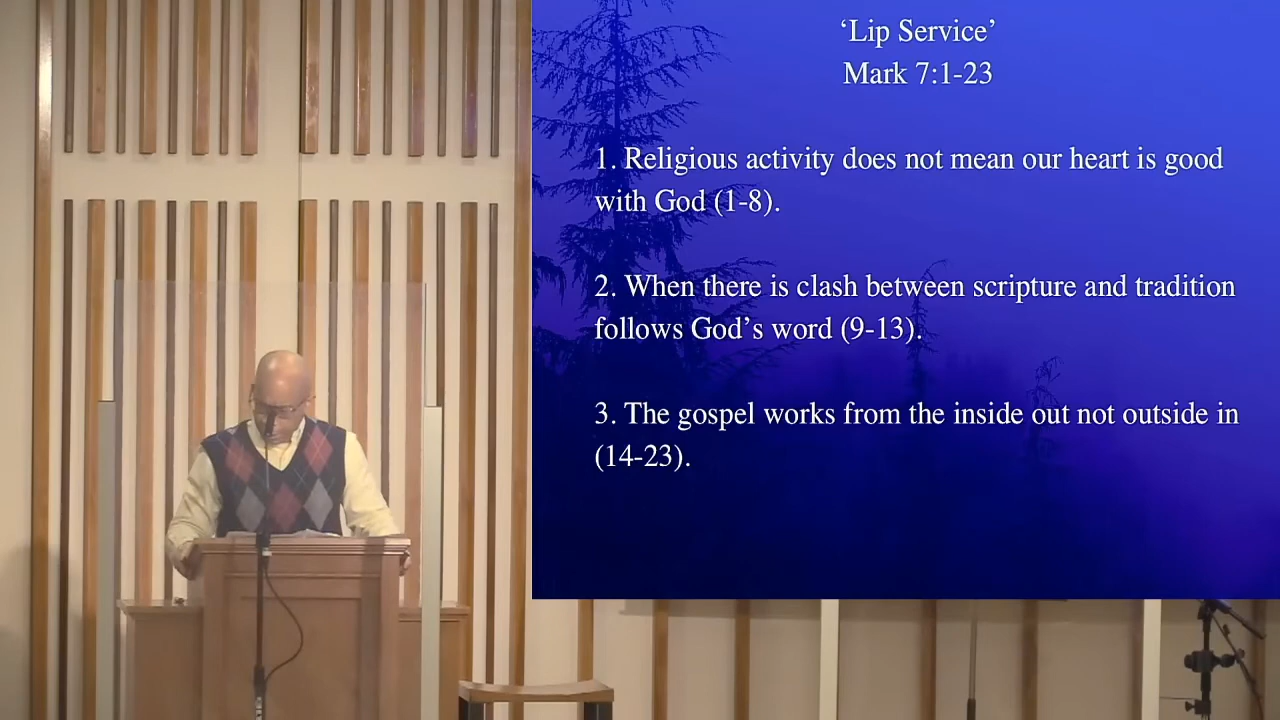 ‘Lip Service’
Mark 7:1-23
1. Religious activity does not mean our heart is good
with God (1-8).
2. When there is clash between scripture and tradition
follows God’s word (9-13).
3. The gospel works from the inside out not outside in
(14-23).